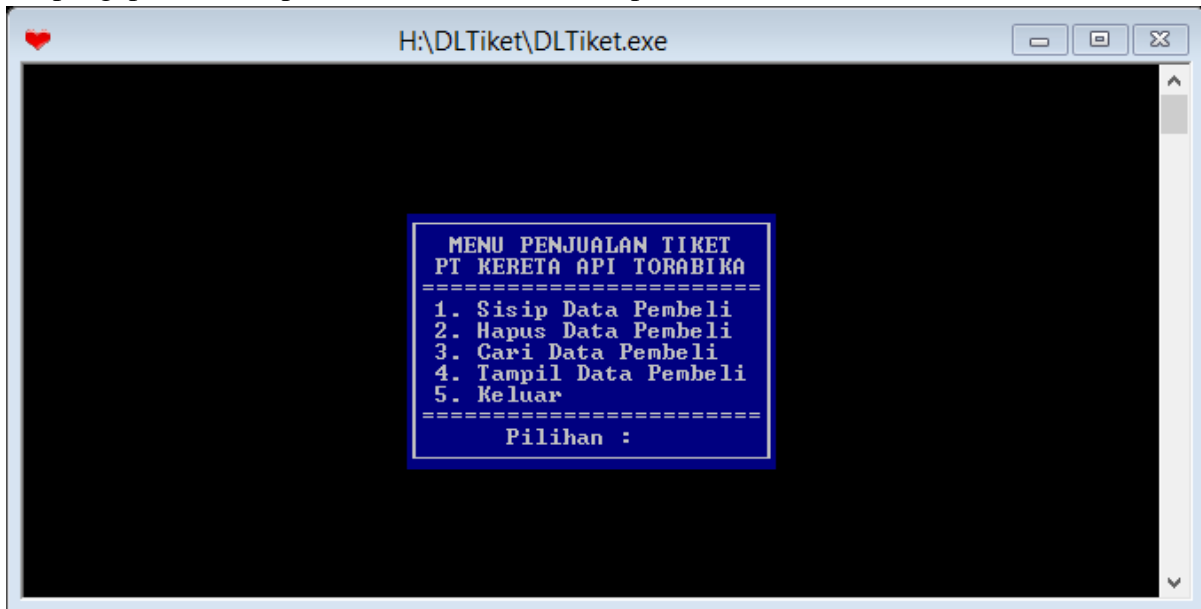 H:\DLTiket\DLTiket.exe
MENU PENJUALAN TIKET
PT KERETA API TORABIKA
========================
1. Sisip Data Pembeli
2. Hapus Data Pembeli
3. Cari Data Pembeli
4. Tampil Data Pembeli
5. Keluar
========================
Pilihan :